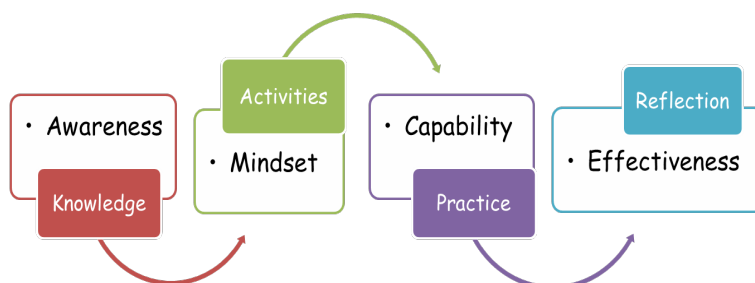 • Awareness
Knowledge
Activities
• Mindset
• Capability
Practice
Reflection
• Effectiveness